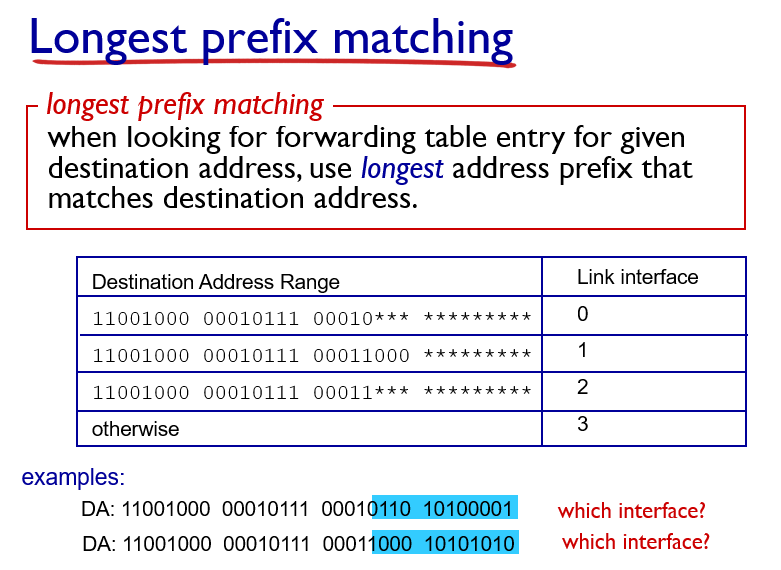 Longest prefix matching
longest prefix matching
when looking for forwarding table entry for given
destination address, use longest address prefix that
matches destination address.
Destination Address Range Link interface
11001000 00010111 00010*** ********* 0
11001000 00010111 00011000 ********* 1
11001000 00010111 00011*** ********* 2
otherwise 3
examples:
DA: 11001000 00010111 00010110 10100001 which interface?
DA: 11001000 00010111 00011000 10101010 which interface?